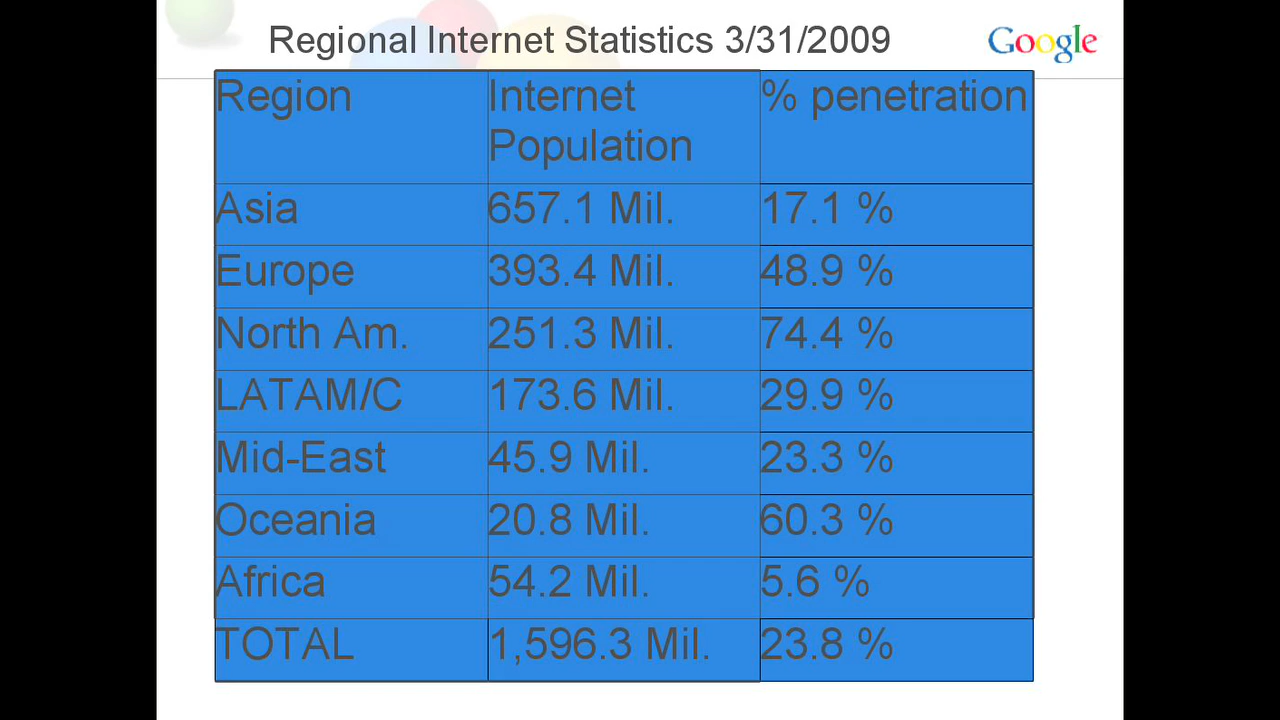 Regional Internet Statistics 3/31/2009
Google
Region Internet Population % penetration
Asia 657.1 Mil. 17.1 %
Europe 393.4 Mil. 48.9 %
North Am. 251.3 Mil. 74.4 %
LATAM/C 173.6 Mil. 29.9 %
Mid-East 45.9 Mil. 23.3 %
Oceania 20.8 Mil. 60.3 %
Africa 54.2 Mil. 5.6 %
TOTAL 1,596.3 Mil. 23.8 %